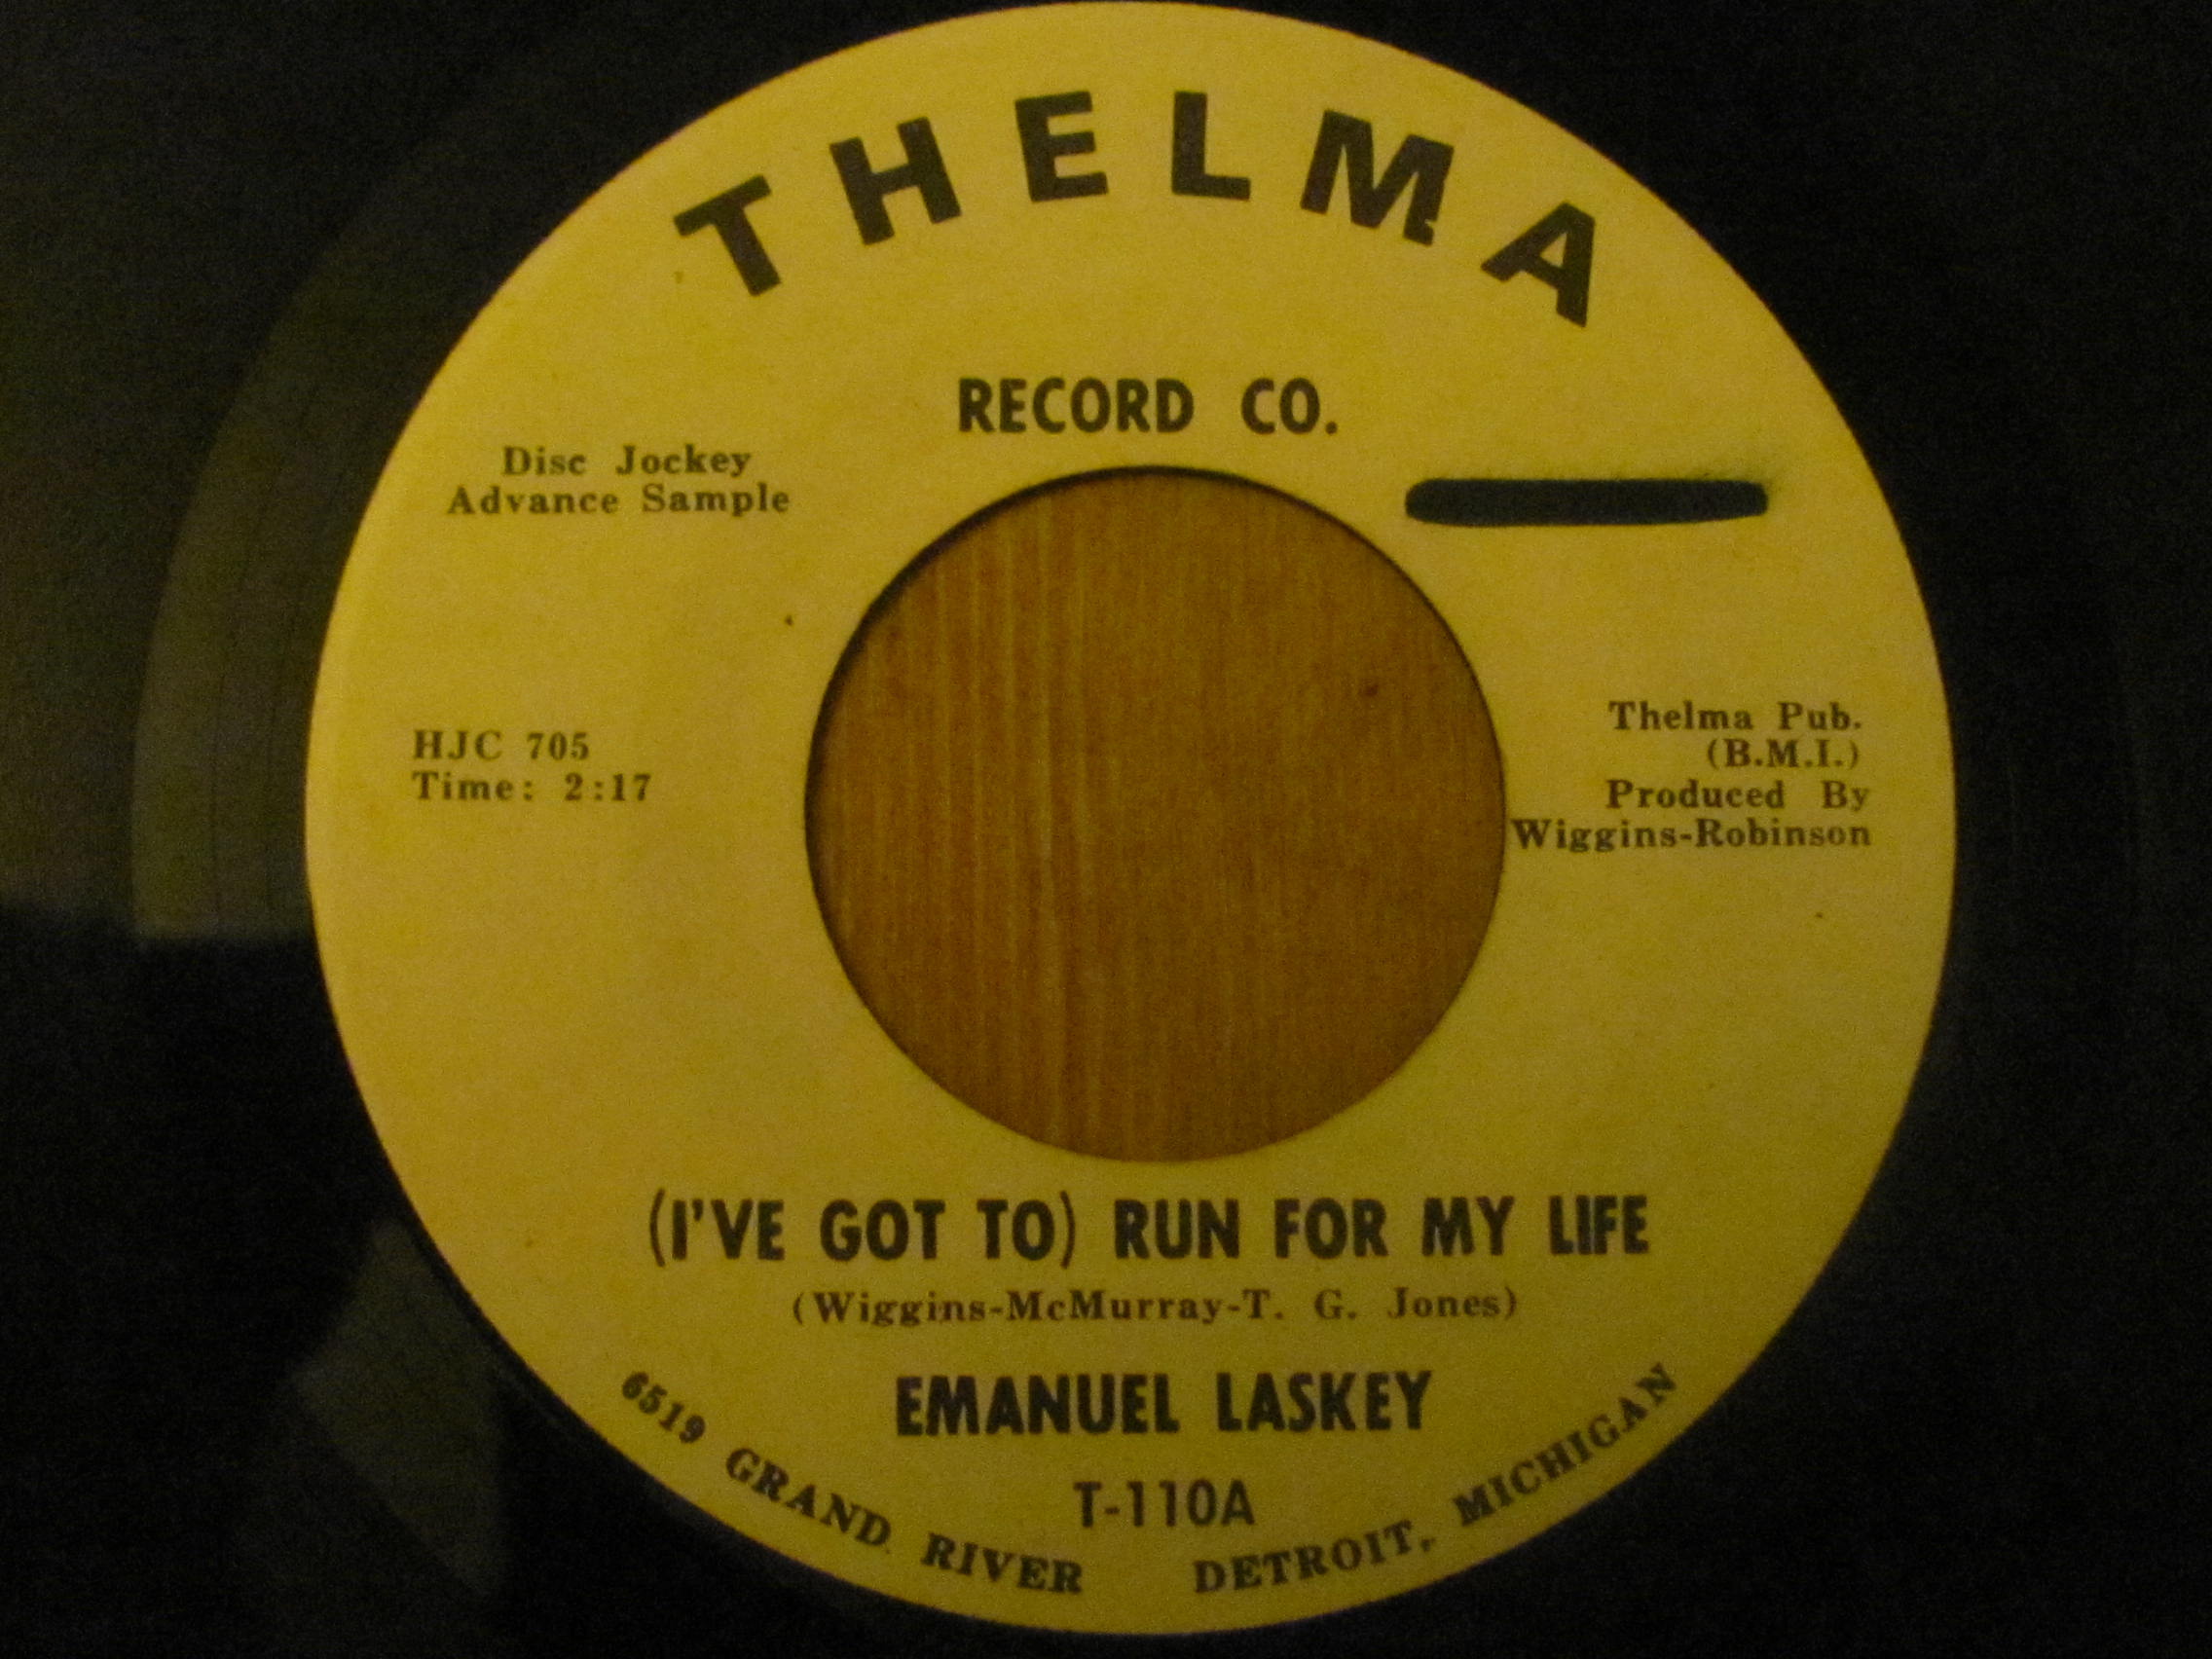 THELMA
RECORD CO.
Disc Jockey
Advance Sample
HJC 705
Time: 2:17
Thelma Pub.
(B.M.I.)
Produced By
Wiggins-Robinson
(I'VE GOT TO) RUN FOR MY LIFE
(Wiggins-McMurray-T. G. Jones)
EMANUEL LASKEY
T-110A
6519 GRAND RIVER DETROIT, MICHIGAN